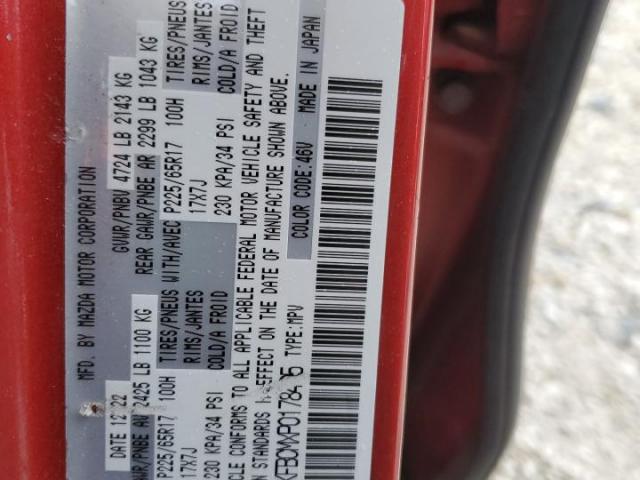 MFD. BY MAZDA MOTOR CORPORATION
DATE 12/22 GVWR/PNBV 4724 LB 2143 KG
WR/PNBE AV 2425 LB 1100 KG REAR GAWR/PNBE AR 2299 LB 1043 KG
P225/65R17 100H TIRES/PNEUS WITH/AVEC P225/65R17 100H TIRES/PNEUS
17X7J RIMS/JANTES 17X7J RIMS/JANTES
230 KPA/34 PSI COLD/A FROID 230 KPA/34 PSI COLD/A FROID
CLE CONFORMS TO ALL APPLICABLE FEDERAL MOTOR VEHICLE SAFETY AND THEFT
STANDARDS IN EFFECT ON THE DATE OF MANUFACTURE SHOWN ABOVE.
TYPE: MPV COLOR CODE: 46V MADE IN JAPAN